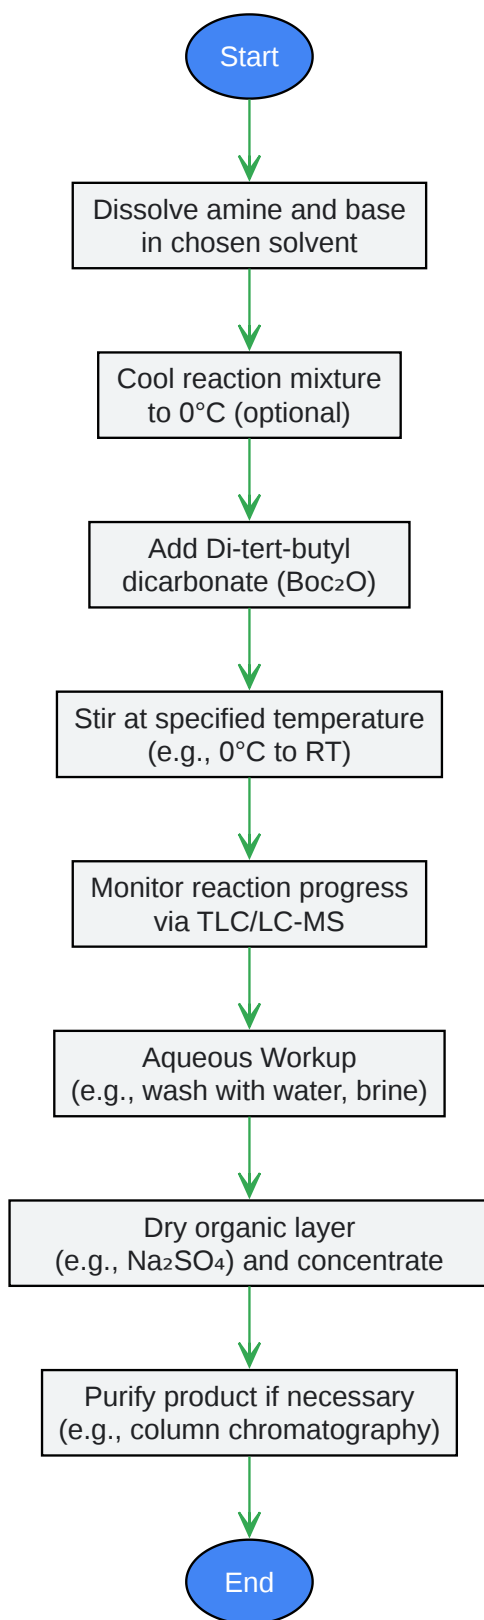 Start
Dissolve amine and base
in chosen solvent
Cool reaction mixture
to 0°C (optional)
Add Di-tert-butyl
dicarbonate (Boc₂O)
Stir at specified temperature
(e.g., 0°C to RT)
Monitor reaction progress
via TLC/LC-MS
Aqueous Workup
(e.g., wash with water, brine)
Dry organic layer
(e.g., Na₂SO₄) and concentrate
Purify product if necessary
(e.g., column chromatography)
End